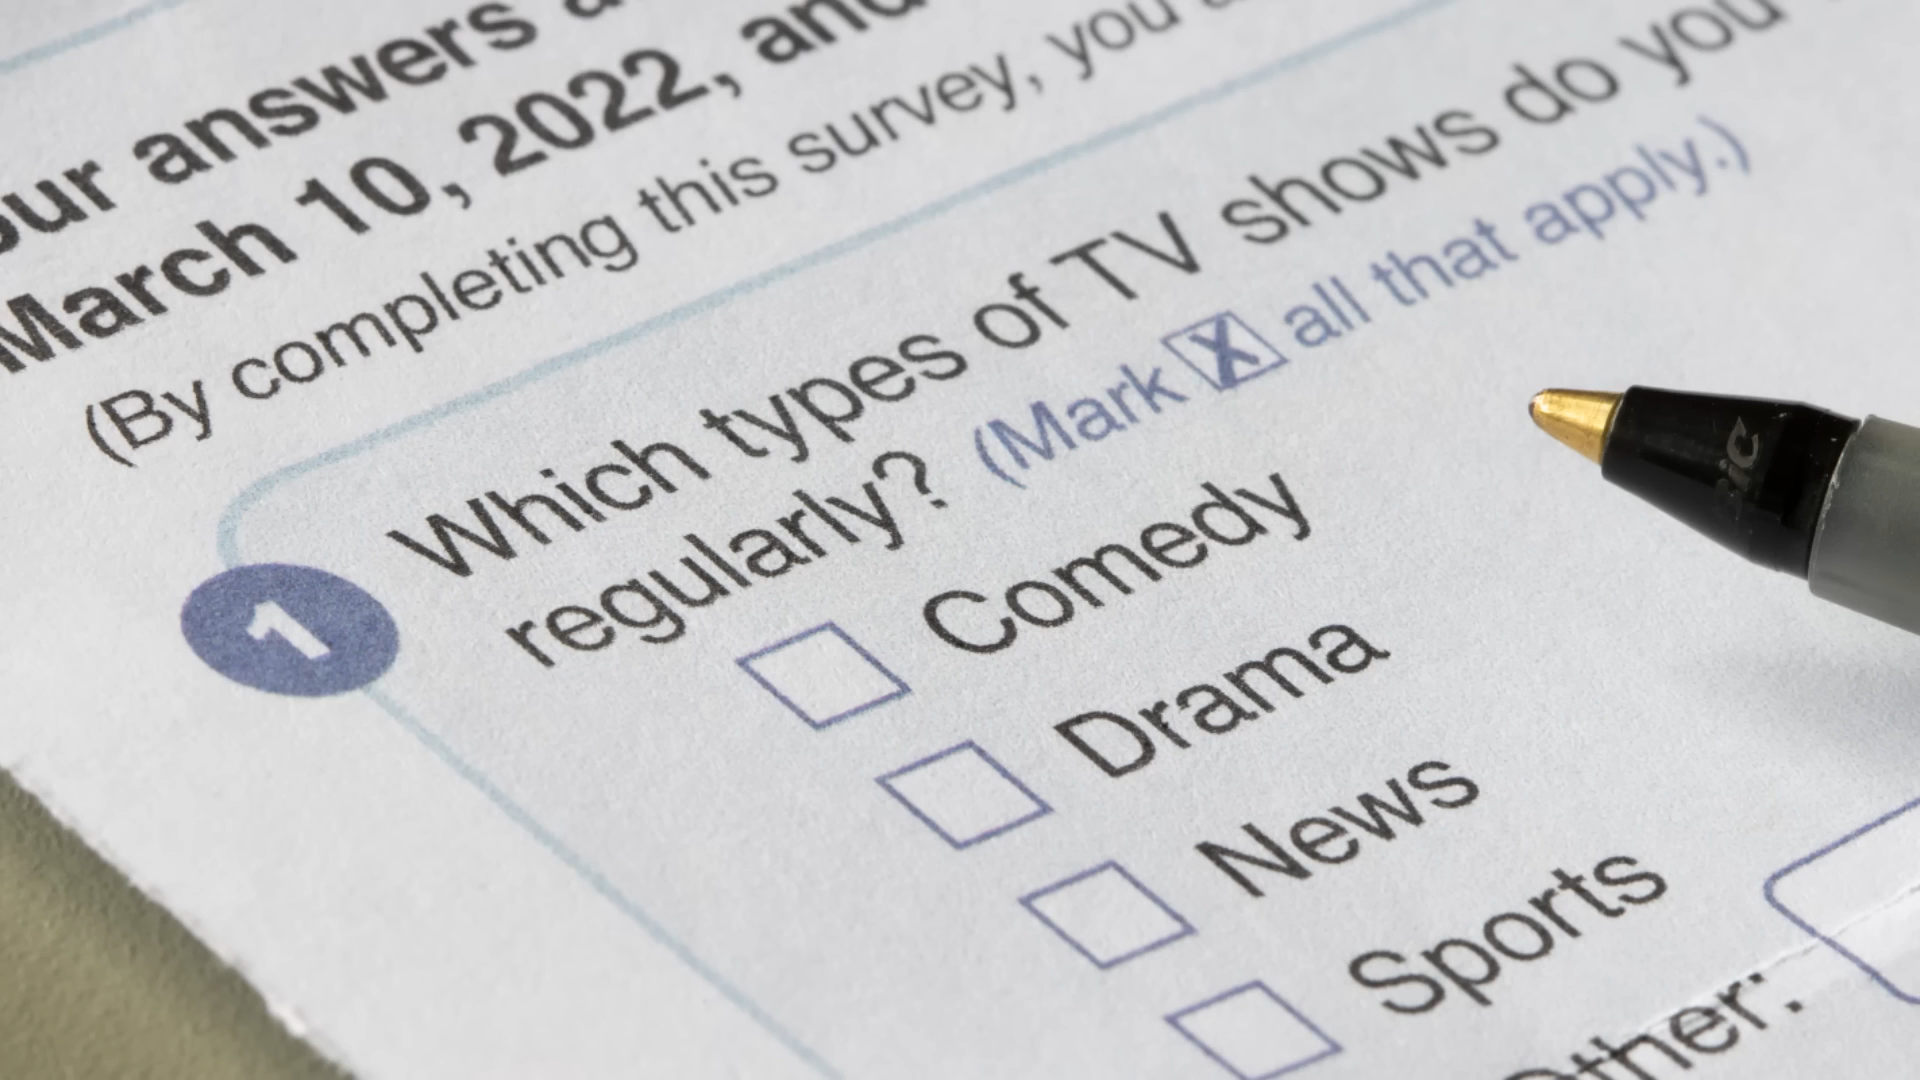 our answers
March 10, 2022, and
(By completing this survey, you
1
Which types of TV shows do you
regularly? (Mark X all that apply.)
Comedy
Drama
News
Sports
Other:
BiC